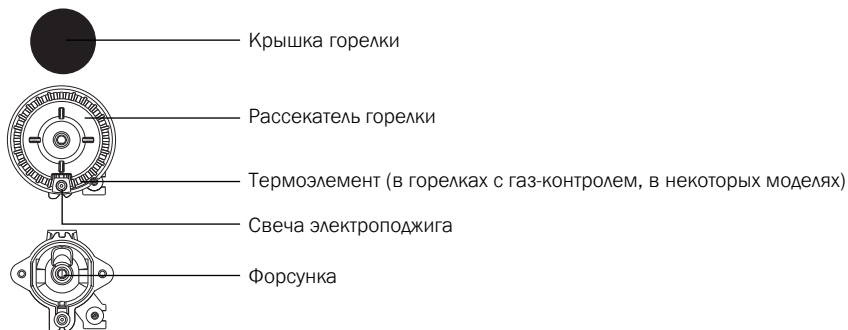 Крышка горелки
Рассекатель горелки
Термоэлемент (в горелках с газ-контролем, в некоторых моделях)
Свеча электроподжига
Форсунка